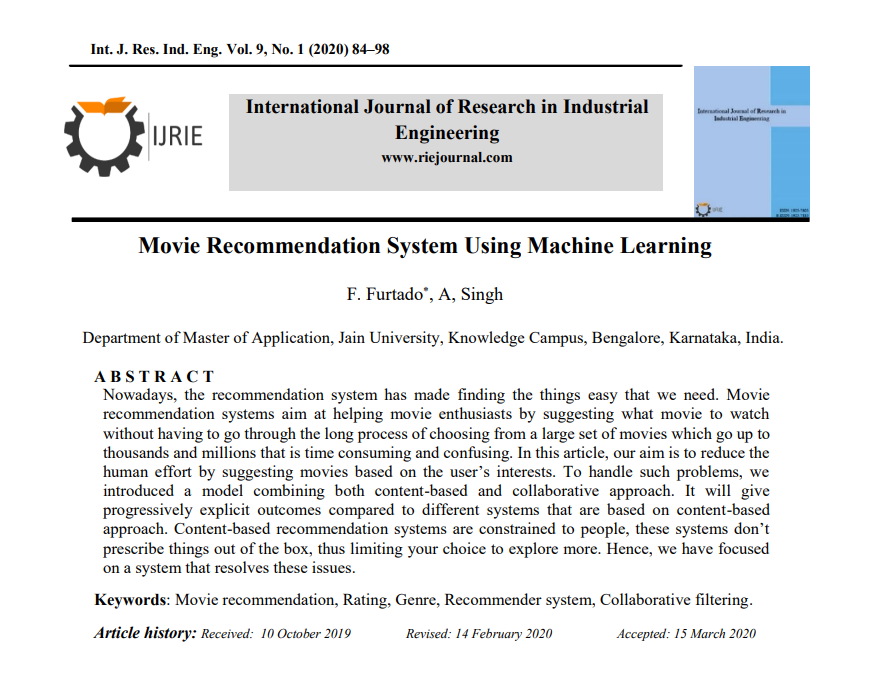 Int. J. Res. Ind. Eng. Vol. 9, No. 1 (2020) 84–98
IJRIE
International Journal of Research in Industrial
Engineering
www.riejournal.com
International Journal of Research in
Industrial Engineering
IJRIE
Movie Recommendation System Using Machine Learning
F. Furtado*, A, Singh
Department of Master of Application, Jain University, Knowledge Campus, Bengalore, Karnataka, India.
A B S T R A C T
Nowadays, the recommendation system has made finding the things easy that we need. Movie
recommendation systems aim at helping movie enthusiasts by suggesting what movie to watch
without having to go through the long process of choosing from a large set of movies which go up to
thousands and millions that is time consuming and confusing. In this article, our aim is to reduce the
human effort by suggesting movies based on the user’s interests. To handle such problems, we
introduced a model combining both content-based and collaborative approach. It will give
progressively explicit outcomes compared to different systems that are based on content-based
approach. Content-based recommendation systems are constrained to people, these systems don’t
prescribe things out of the box, thus limiting your choice to explore more. Hence, we have focused
on a system that resolves these issues.
Keywords: Movie recommendation, Rating, Genre, Recommender system, Collaborative filtering.
Article history: Received: 10 October 2019 Revised: 14 February 2020 Accepted: 15 March 2020